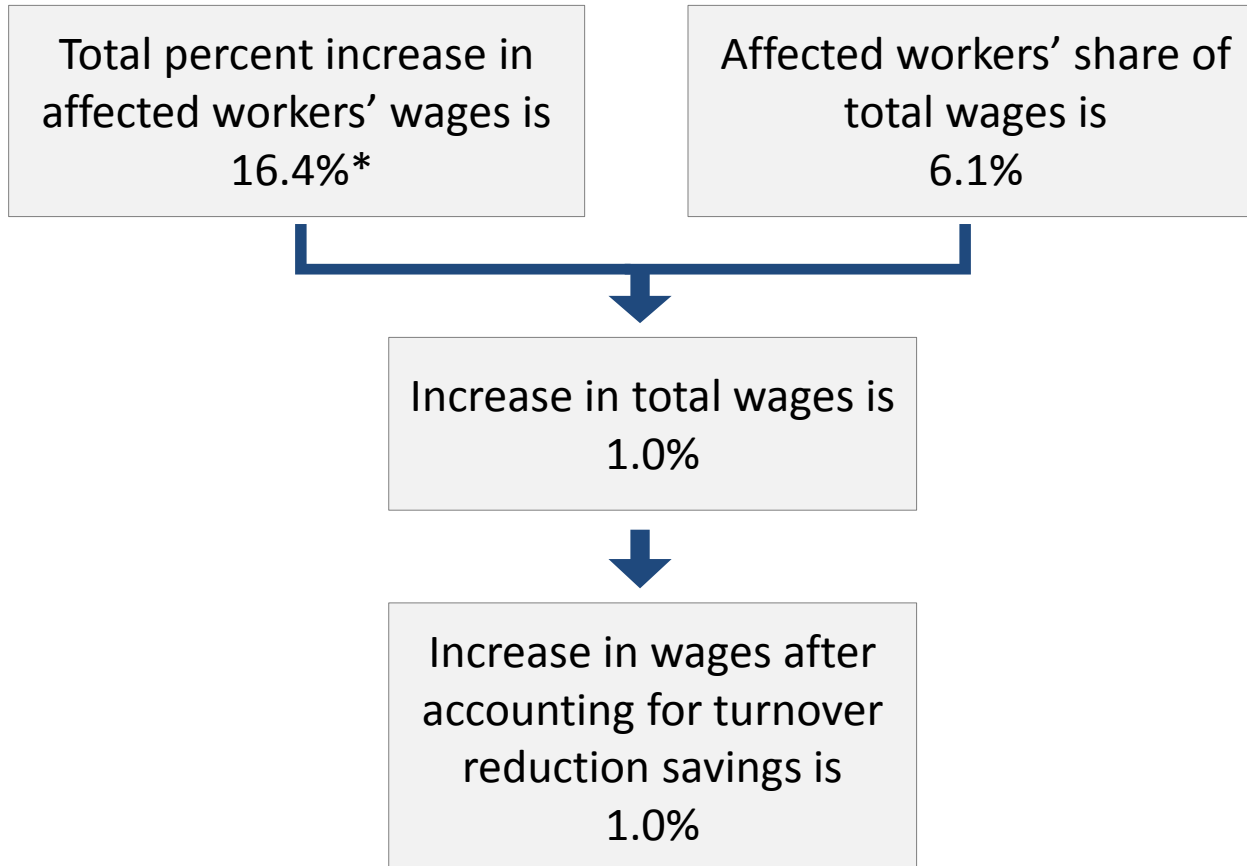 Total percent increase in
affected workers’ wages is
16.4%*
Affected workers’ share of
total wages is
6.1%
Increase in total wages is
1.0%
Increase in wages after
accounting for turnover
reduction savings is
1.0%